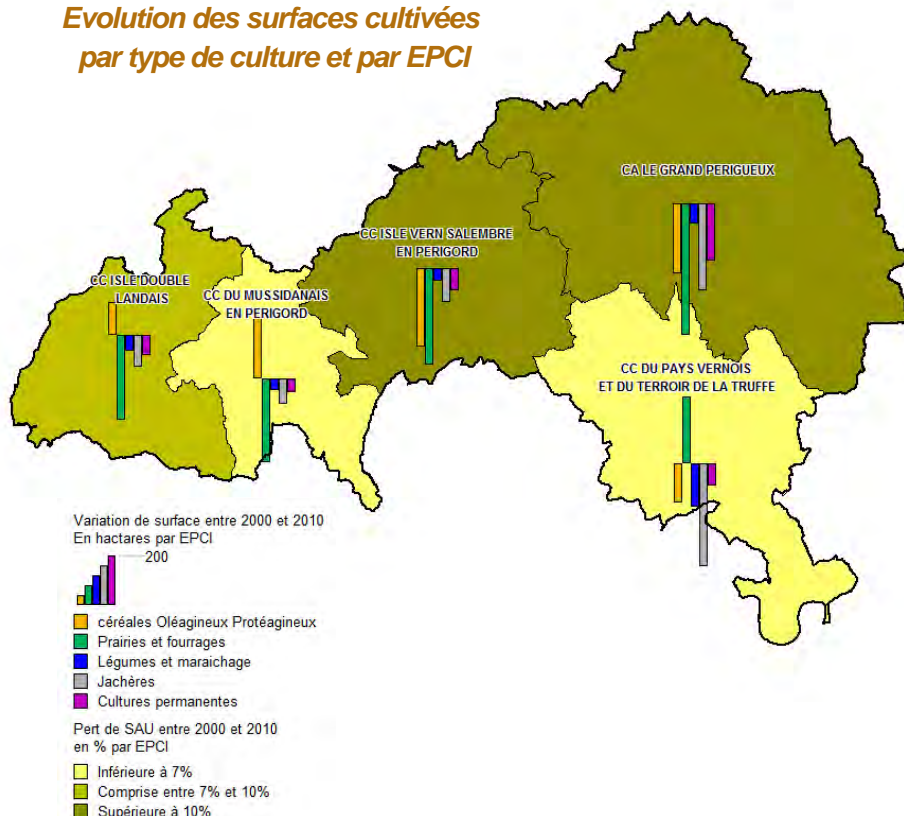 Evolution des surfaces cultivées
par type de culture et par EPCI
CA LE GRAND PERIGUEUX
CC ISLE VERN SALEMBRE
EN PERIGORD
CC ISLE DOUBLE
LANDAIS
CC DU MUSSIDANAIS
EN PERIGORD
CC DU PAYS VERNOIS
ET DU TERROIR DE LA TRUFFE
Variation de surface entre 2000 et 2010
En hectares par EPCI
200
céréales Oléagineux Protéagineux
Prairies et fourrages
Légumes et maraichage
Jachères
Cultures permanentes
Pert de SAU entre 2000 et 2010
en % par EPCI
Inférieure à 7%
Comprise entre 7% et 10%
Supérieure à 10%